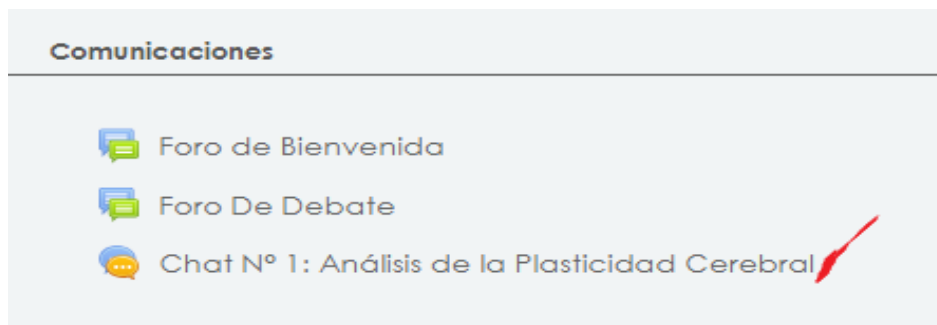 Comunicaciones
Foro de Bienvenida
Foro De Debate
Chat Nº 1: Análisis de la Plasticidad Cerebral